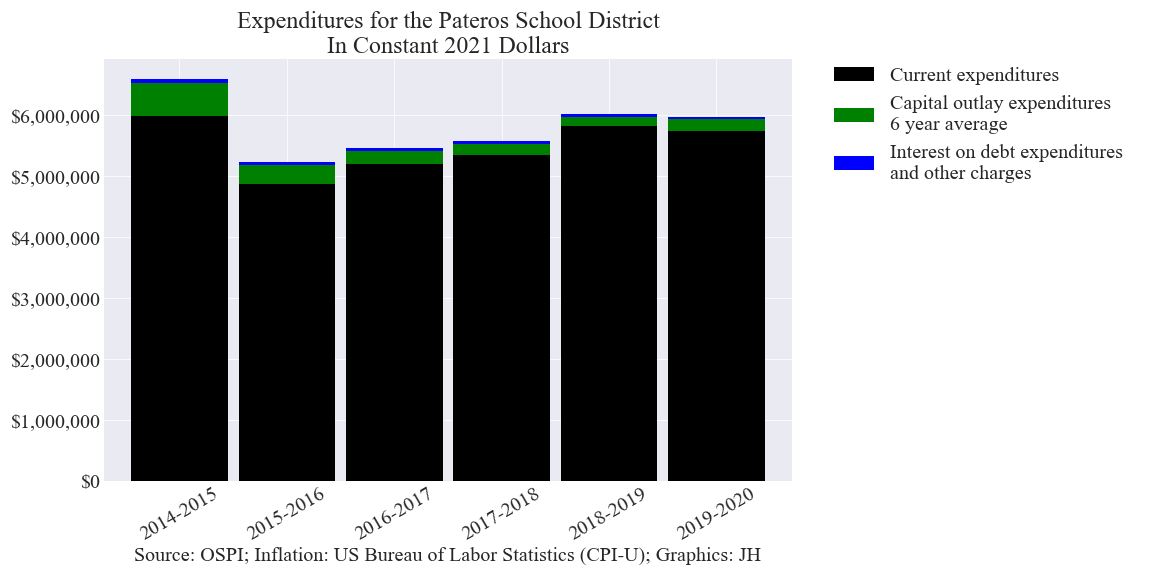 Expenditures for the Pateros School District
In Constant 2021 Dollars
Current expenditures
Capital outlay expenditures
6 year average
Interest on debt expenditures
and other charges
$6,000,000
$5,000,000
$4,000,000
$3,000,000
$2,000,000
$1,000,000
$0
2014-2015
2015-2016
2016-2017
2017-2018
2018-2019
2019-2020
Source: OSPI; Inflation: US Bureau of Labor Statistics (CPI-U); Graphics: JH